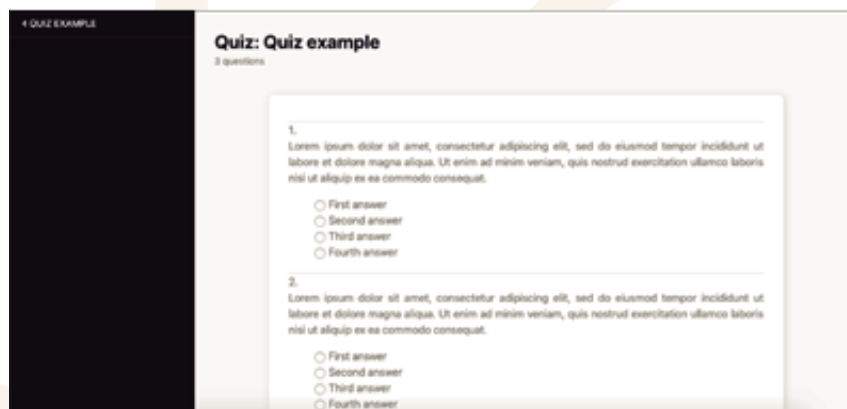 < QUIZ EXAMPLE
Quiz: Quiz example
3 questions
1.
Lorem ipsum dolor sit amet, consectetur adipiscing elit, sed do eiusmod tempor incididunt ut
labore et dolore magna aliqua. Ut enim ad minim veniam, quis nostrud exercitation ullamco laboris
nisi ut aliquip ex ea commodo consequat.
First answer
Second answer
Third answer
Fourth answer
2.
Lorem ipsum dolor sit amet, consectetur adipiscing elit, sed do eiusmod tempor incididunt ut
labore et dolore magna aliqua. Ut enim ad minim veniam, quis nostrud exercitation ullamco laboris
nisi ut aliquip ex ea commodo consequat.
First answer
Second answer
Third answer
Fourth answer